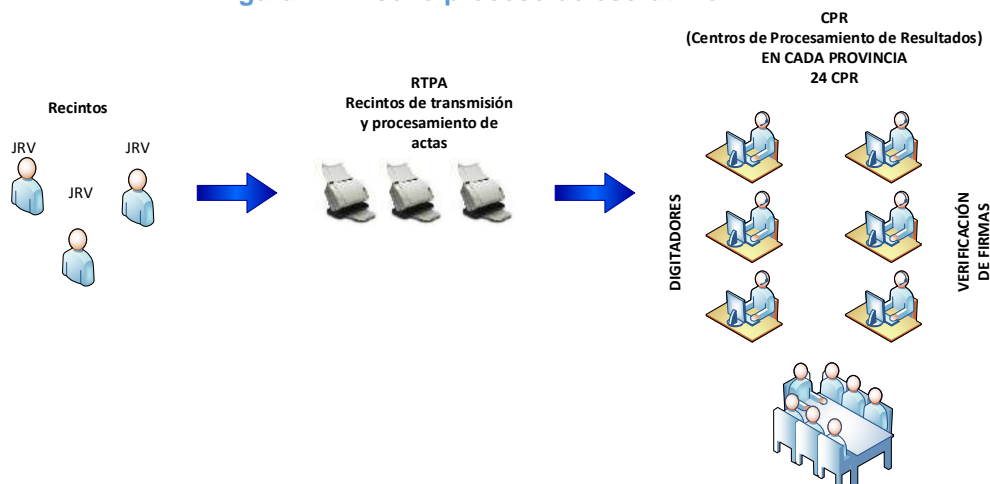 CPR
(Centros de Procesamiento de Resultados)
EN CADA PROVINCIA
24 CPR
RTPA
Recintos de transmisión
y procesamiento de
actas
Recintos
JRV
JRV
JRV
DIGITADORES
VERIFICACIÓN
DE FIRMAS